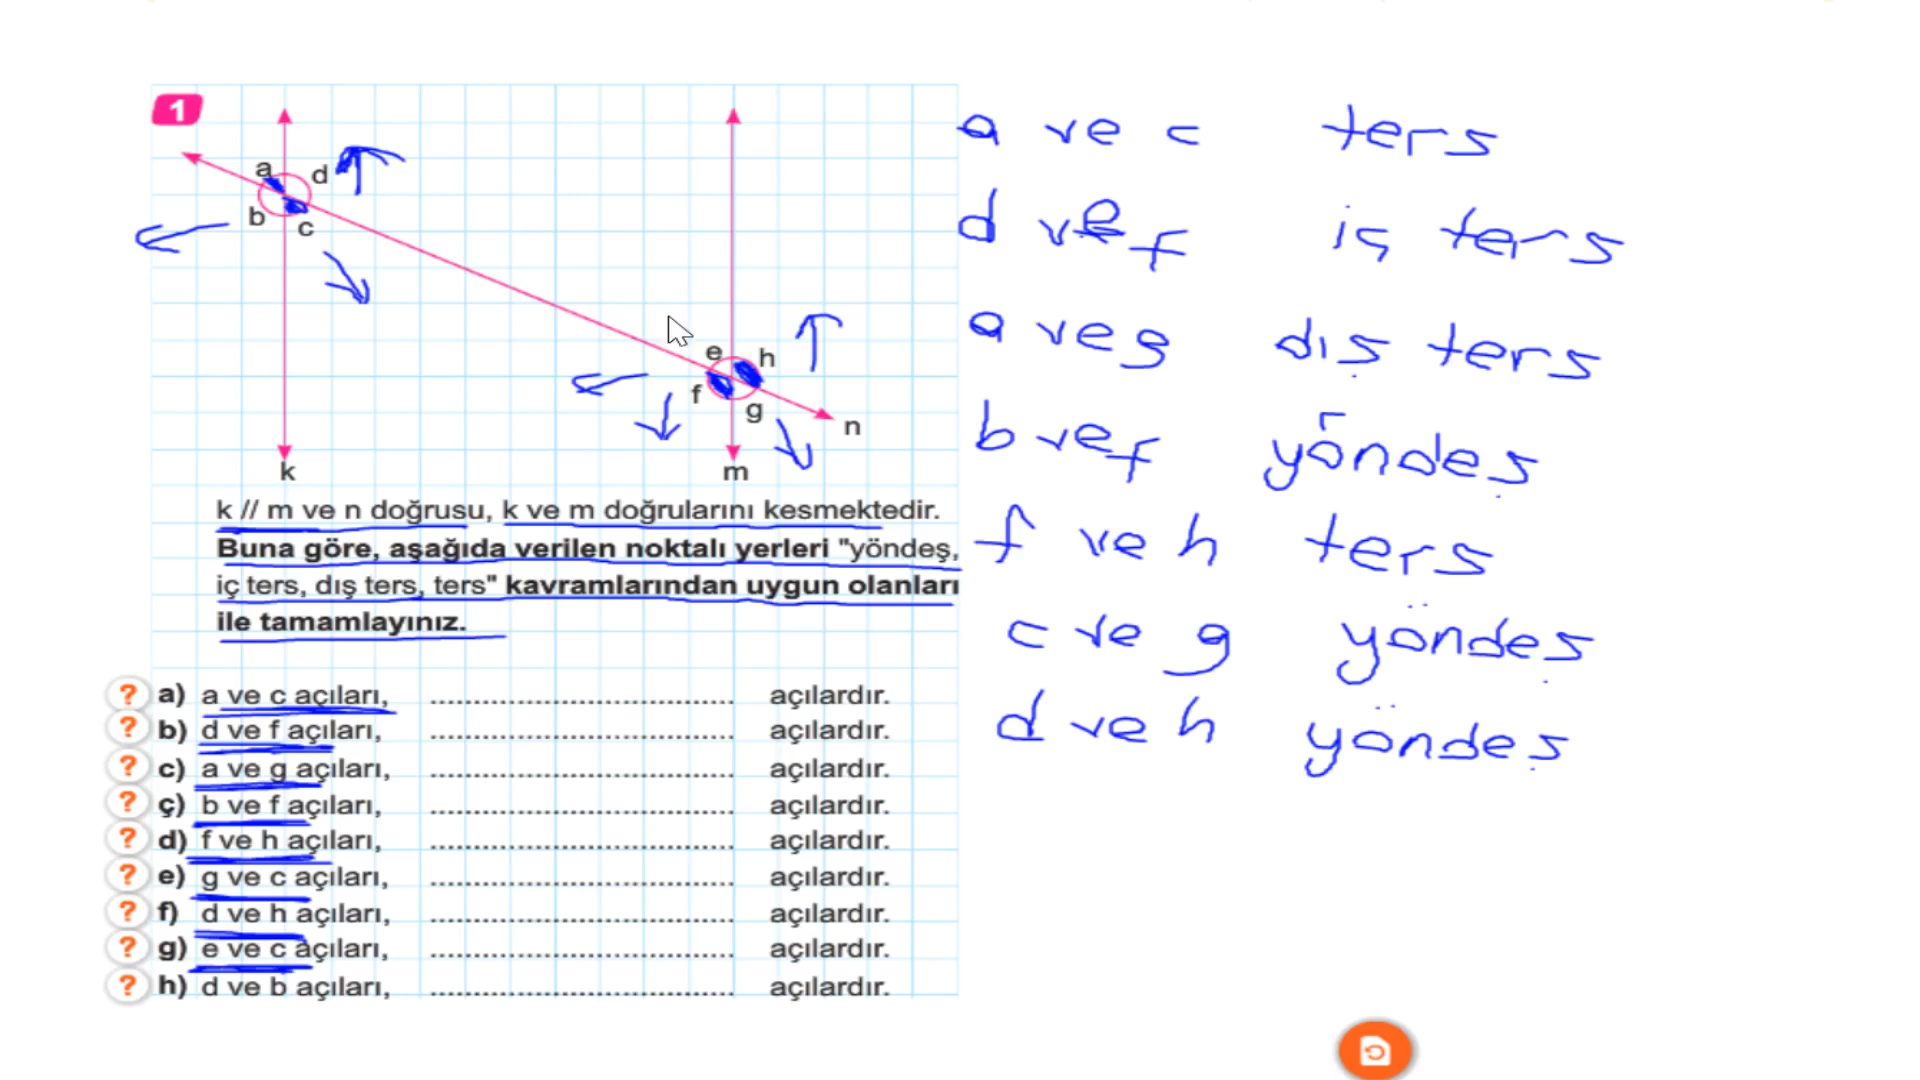 1
a d
b c
e h
f g
n
k m
k // m ve n doğrusu, k ve m doğrularını kesmektedir.
Buna göre, aşağıda verilen noktalı yerleri "yöndeş,
iç ters, dış ters, ters" kavramlarından uygun olanları
ile tamamlayınız.
? a) a ve c açıları, .................................... açılardır.
? b) d ve f açıları, .................................... açılardır.
? c) a ve g açıları, .................................... açılardır.
? ç) b ve f açıları, .................................... açılardır.
? d) f ve h açıları, .................................... açılardır.
? e) g ve c açıları, .................................... açılardır.
? f) d ve h açıları, .................................... açılardır.
? g) e ve c açıları, .................................... açılardır.
? h) d ve b açıları, .................................... açılardır.
a ve c ters
d ve f iç ters
a ve g dış ters
b ve f yöndeş
f ve h ters
c ve g yöndeş
d ve h yöndeş